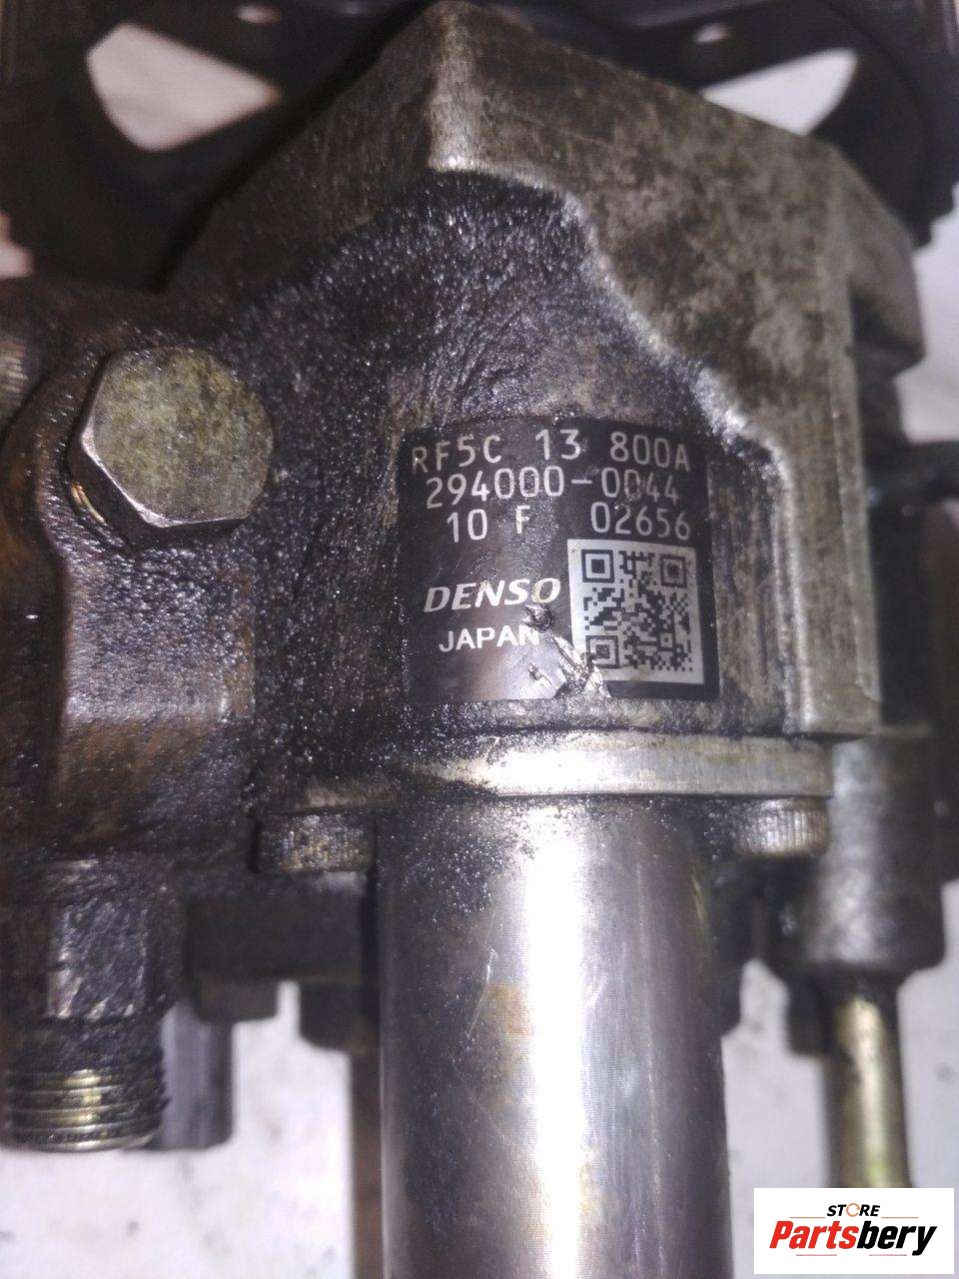 RF5C 13 800A
294000-0044
10 F 02656
DENSO
JAPAN
STORE
Partsbery